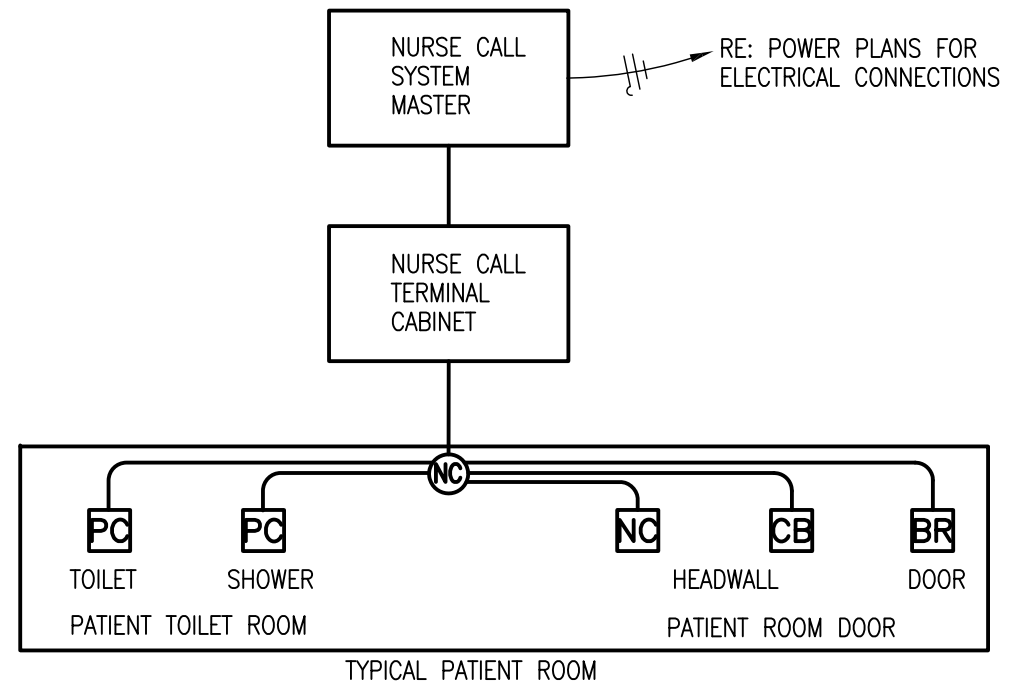 NURSE CALL
SYSTEM
MASTER
RE: POWER PLANS FOR
ELECTRICAL CONNECTIONS
NURSE CALL
TERMINAL
CABINET
NC
PC
PC
NC
CB
BR
TOILET
SHOWER
HEADWALL
DOOR
PATIENT TOILET ROOM
PATIENT ROOM DOOR
TYPICAL PATIENT ROOM